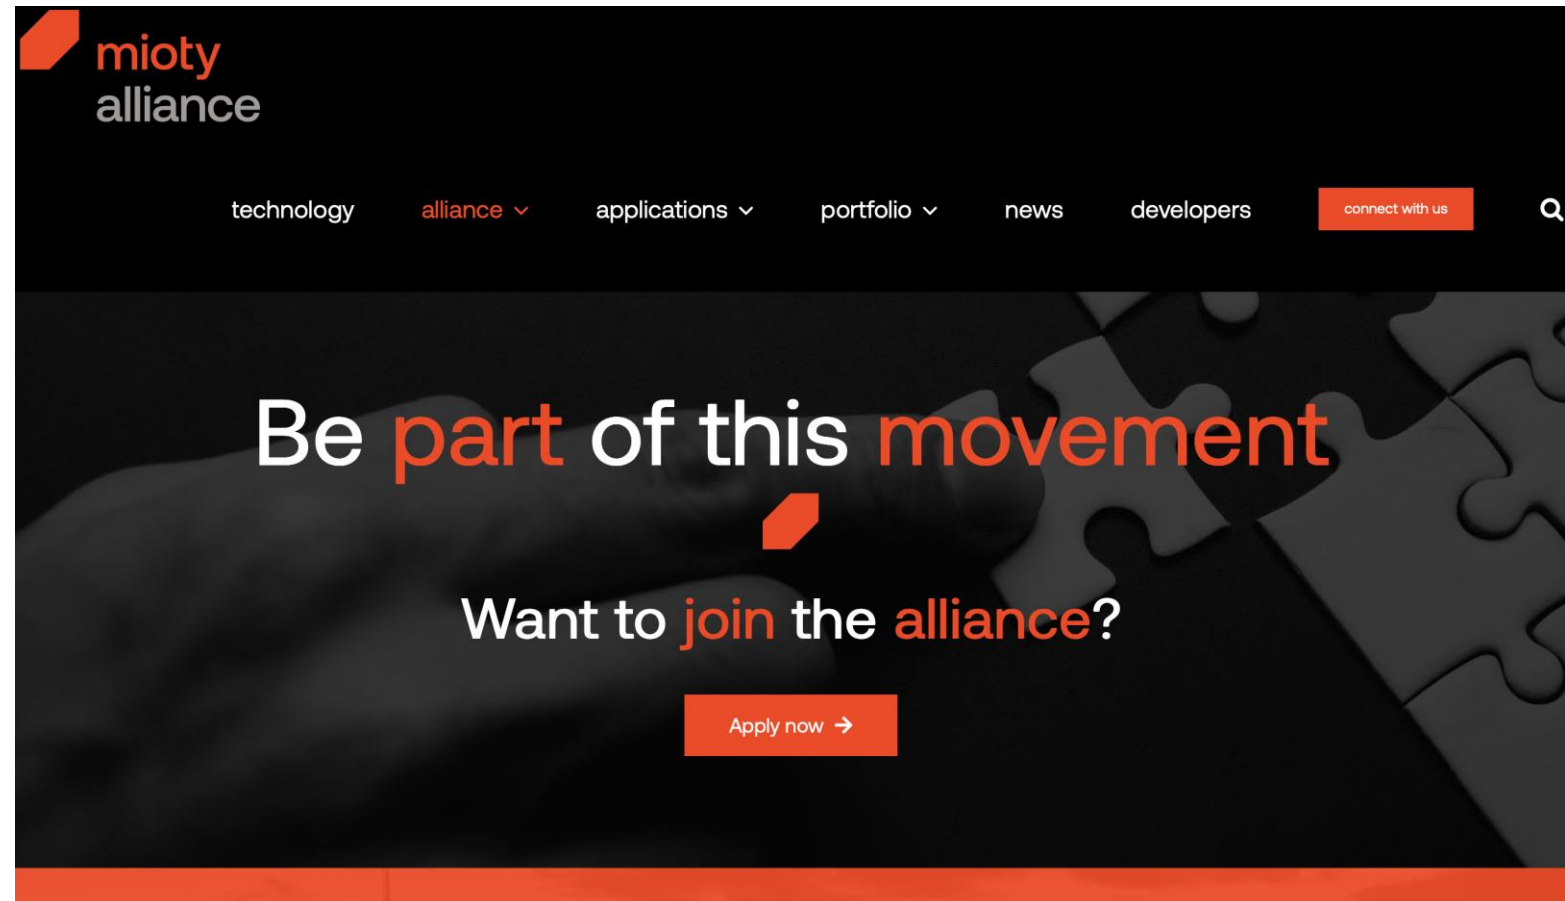 mioty
alliance
technology alliance applications portfolio news developers connect with us
Be part of this movement
Want to join the alliance?
Apply now